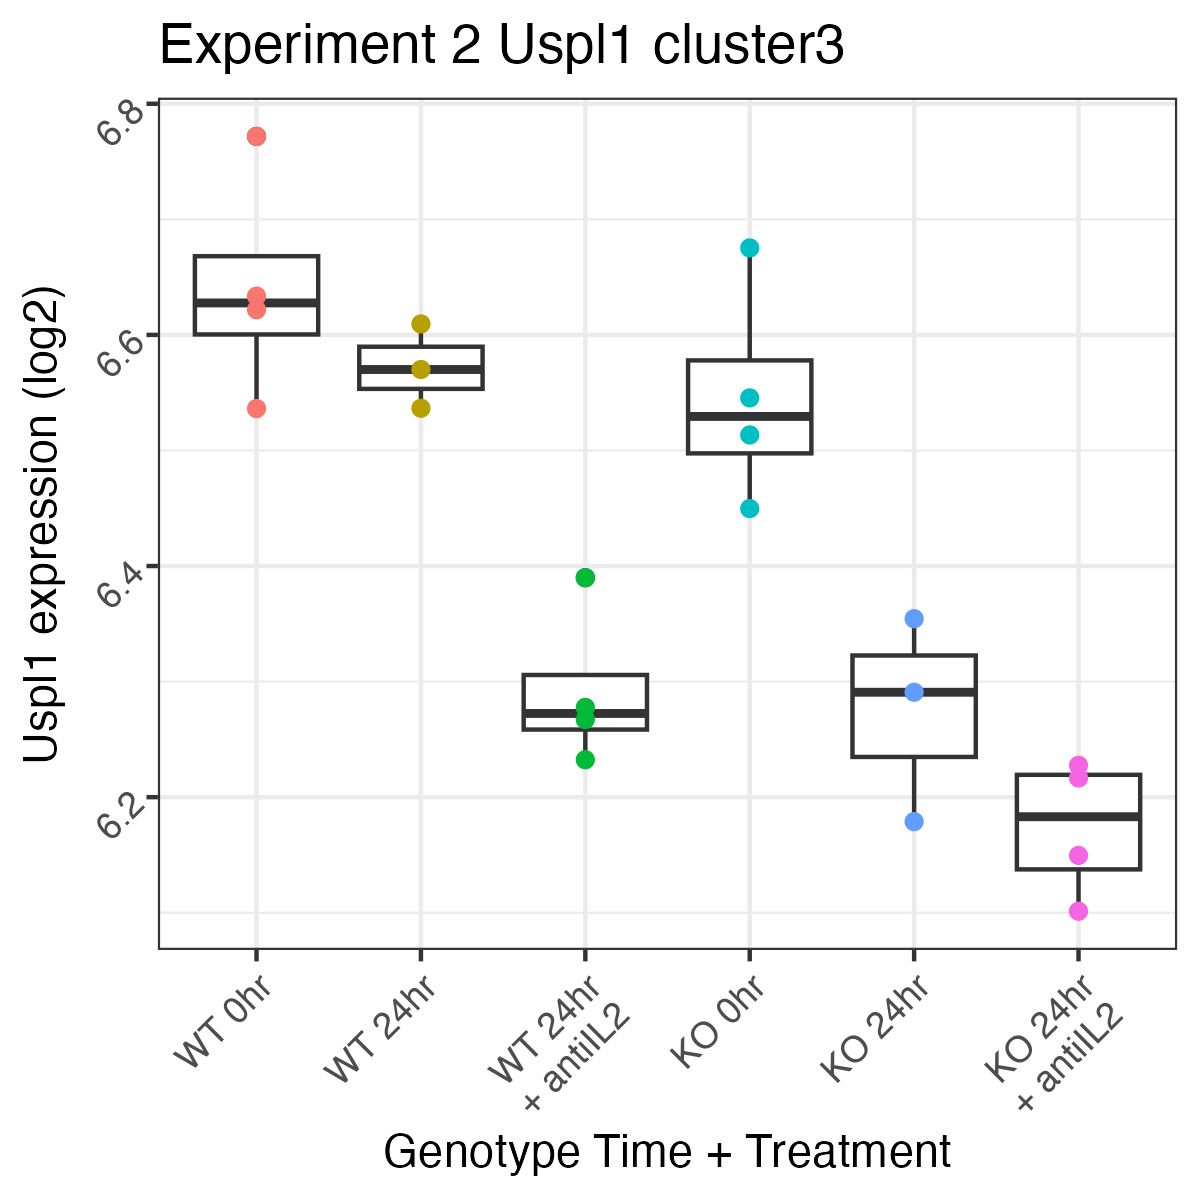 Experiment 2 Uspl1 cluster3
Uspl1 expression (log2)
6.8
6.6
6.4
6.2
WT 0hr
WT 24hr
WT 24hr
+ antiIL2
KO 0hr
KO 24hr
KO 24hr
+ antiIL2
Genotype Time + Treatment